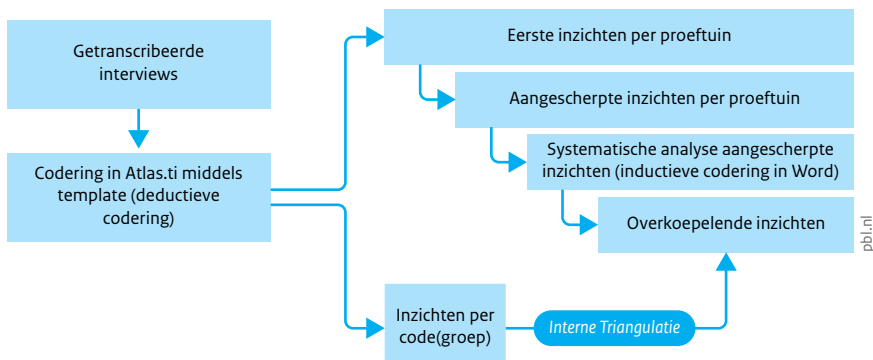 Getranscribeerde
interviews
Codering in Atlas.ti middels
template (deductieve
codering)
Eerste inzichten per proeftuin
Aangescherpte inzichten per proeftuin
Systematische analyse aangescherpte
inzichten (inductieve codering in Word)
Overkoepelende inzichten
Inzichten per
code(groep)
Interne Triangulatie
pbl.nl